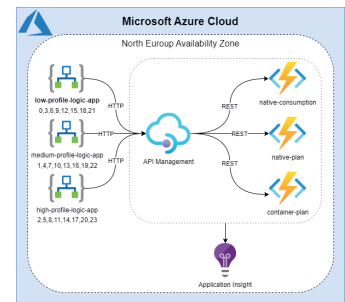 Microsoft Azure Cloud
North Euroup Availability Zone
low-profile-logic-app
0,3,6,9,12,15,18,21
HTTP
REST
native-consumption
medium-profile-logic-app
1,4,7,10,13,16,19,22
HTTP
API Management
REST
native-plan
HTTP
REST
high-profile-logic-app
2,5,8,11,14,17,20,23
container-plan
Application Insight